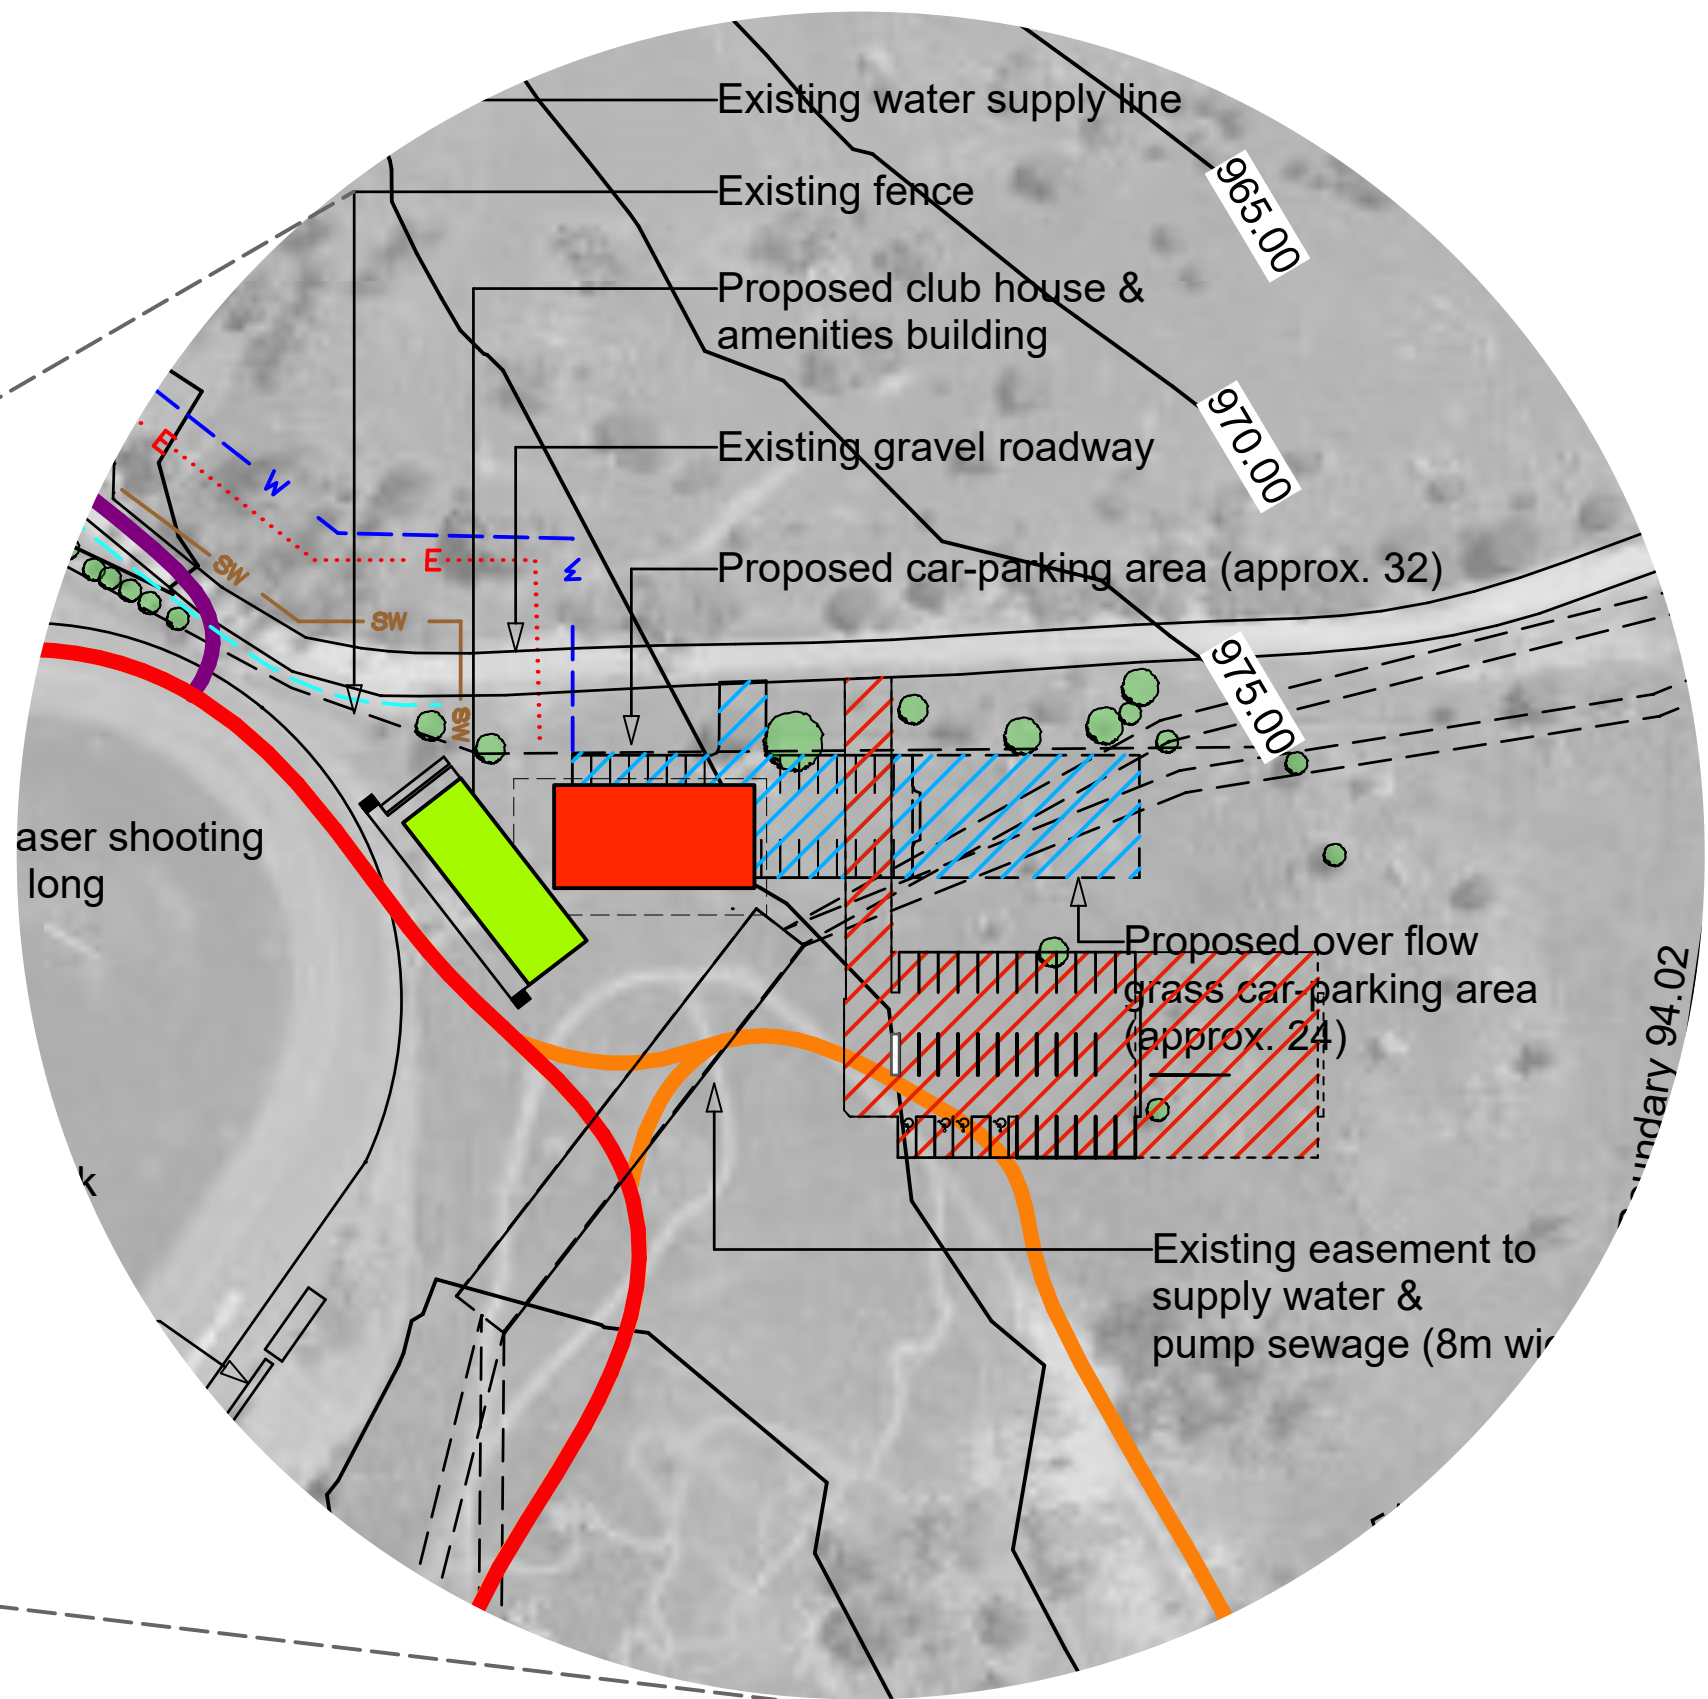 Existing water supply line
Existing fence
Proposed club house &
amenities building
965.00
970.00
Existing gravel roadway
E
W
E
W
Proposed car-parking area (approx. 32)
SW
SW
SW
975.00
aser shooting
long
Proposed over flow
grass car-parking area
(approx. 24)
undary 94.02
k
Existing easement to
supply water &
pump sewage (8m wi